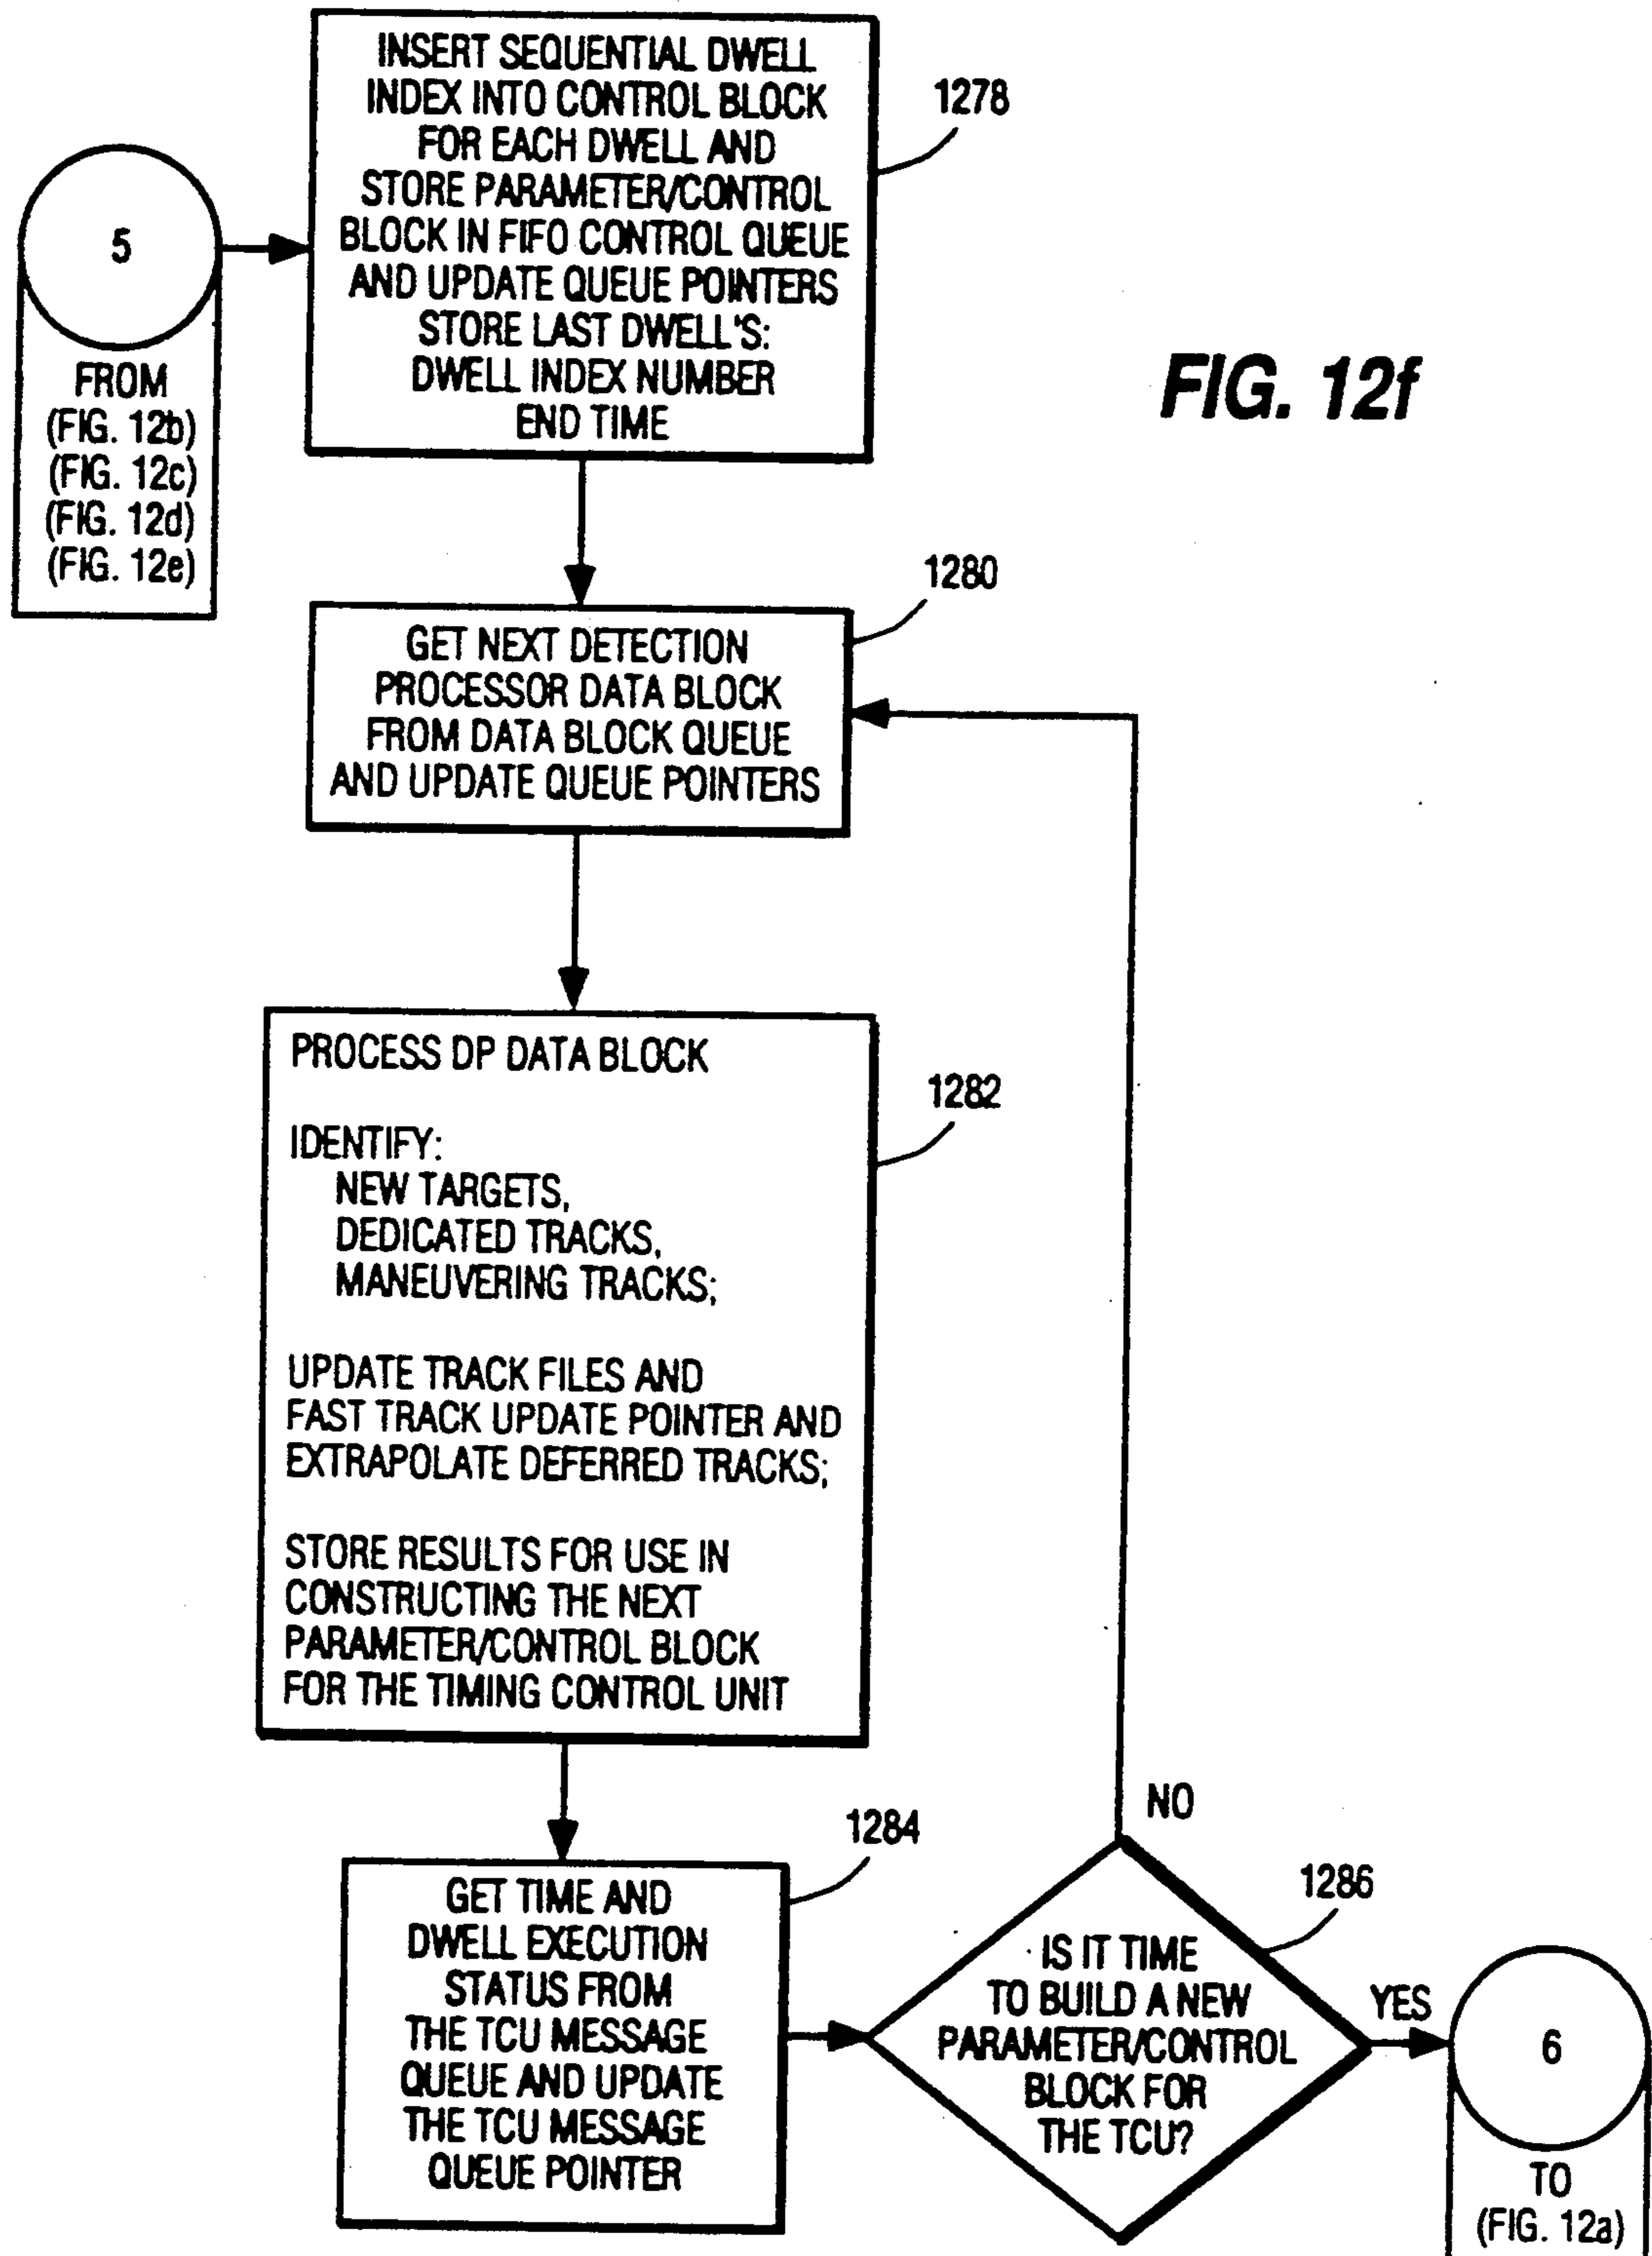 INSERT SEQUENTIAL DWELL
INDEX INTO CONTROL BLOCK
FOR EACH DWELL AND
STORE PARAMETER/CONTROL
BLOCK IN FIFO CONTROL QUEUE
AND UPDATE QUEUE POINTERS
STORE LAST DWELL'S:
DWELL INDEX NUMBER
END TIME
1278
5
FROM
(FIG. 12b)
(FIG. 12c)
(FIG. 12d)
(FIG. 12e)
FIG. 12f
1280
GET NEXT DETECTION
PROCESSOR DATA BLOCK
FROM DATA BLOCK QUEUE
AND UPDATE QUEUE POINTERS
PROCESS DP DATA BLOCK
1282
IDENTIFY:
NEW TARGETS,
DEDICATED TRACKS,
MANEUVERING TRACKS;
UPDATE TRACK FILES AND
FAST TRACK UPDATE POINTER AND
EXTRAPOLATE DEFERRED TRACKS;
STORE RESULTS FOR USE IN
CONSTRUCTING THE NEXT
PARAMETER/CONTROL BLOCK
FOR THE TIMING CONTROL UNIT
1284
GET TIME AND
DWELL EXECUTION
STATUS FROM
THE TCU MESSAGE
QUEUE AND UPDATE
THE TCU MESSAGE
QUEUE POINTER
NO
1286
IS IT TIME
TO BUILD A NEW
PARAMETER/CONTROL
BLOCK FOR
THE TCU?
YES
6
TO
(FIG. 12a)